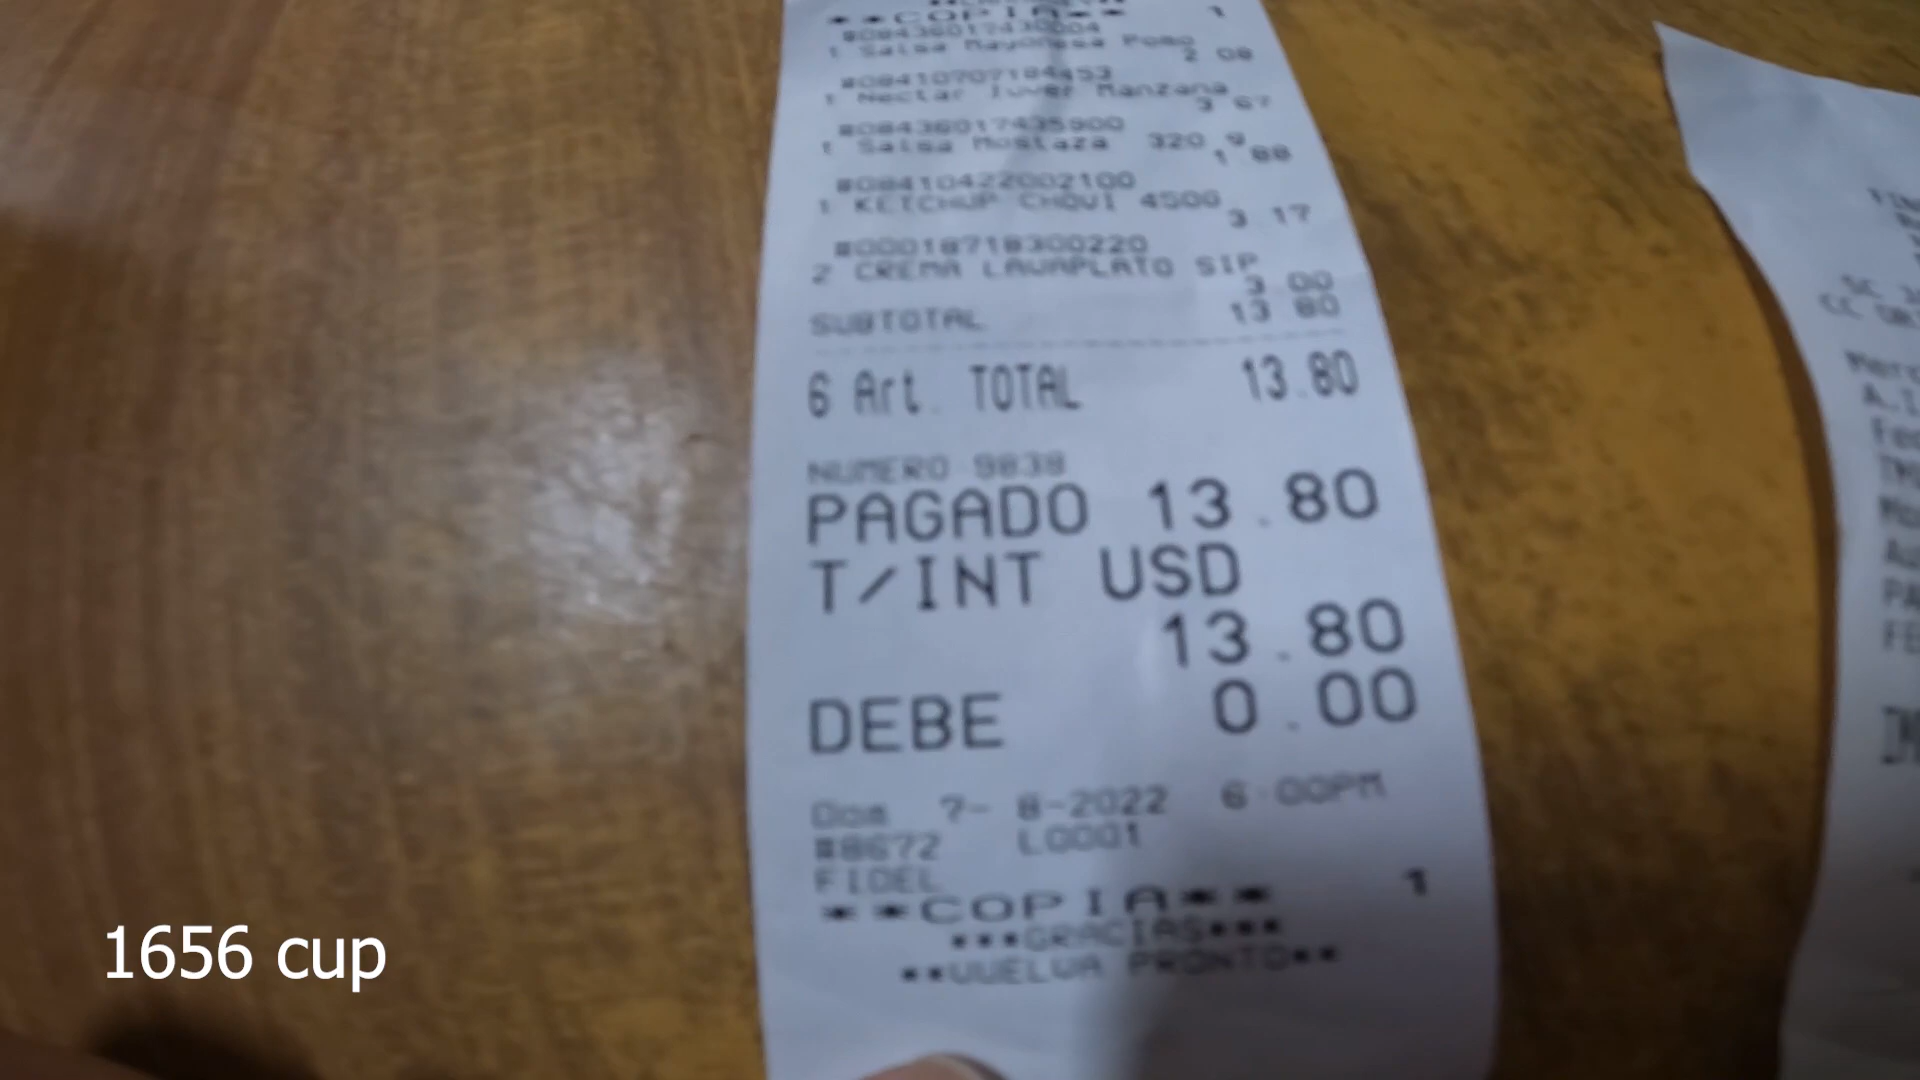 **COPIA** 1
#08436017430004
1 Salsa Mayonesa Pomo
2 08
#08410707184453
1 Nectar Juver Manzana
3 67
#08436017435900
1 Salsa Mostaza 320 g
1 88
#08410422002100
1 KETCHUP CHOVI 450G
3 17
#00018718300220
2 CREMA LAVAPLATO SIP
3 00
SUBTOTAL 13 80
6 Art. TOTAL 13.80
NUMERO 9838
PAGADO 13.80
T/INT USD
13.80
DEBE 0.00
Dom 7- 8-2022 6:00PM
#8672 L0001
FIDEL
**COPIA** 1
***GRACIAS***
**VUELVA PRONTO**
1656 cup